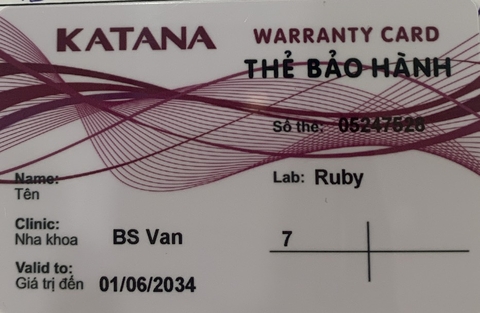 KATANA WARRANTY CARD
THẺ BẢO HÀNH
Số thẻ: 05247528
Name:
Tên
Lab: Ruby
Clinic:
Nha khoa BS Van
7
Valid to:
Giá trị đến 01/06/2034